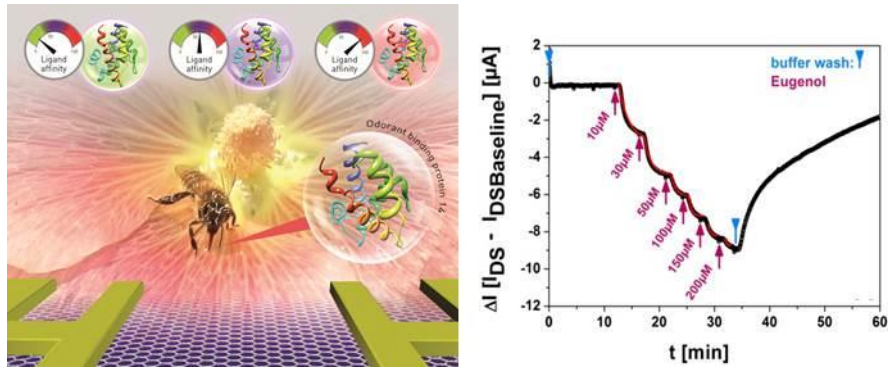 Ligand
affinity
Ligand
affinity
Ligand
affinity
Odorant binding protein 14
ΔI [I_DS - I_DSBaseline] [µA]
2
0
-2
-4
-6
-8
-10
-12
buffer wash:
Eugenol
10µM
30µM
50µM
100µM
150µM
200µM
0 10 20 30 40 50 60
t [min]